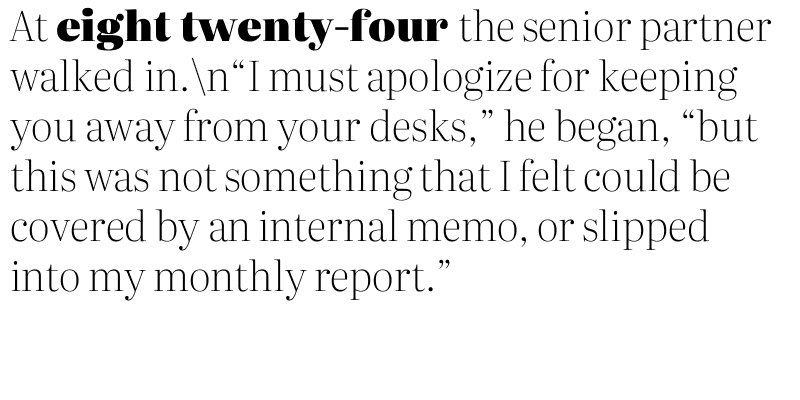 At eight twenty-four the senior partner
walked in.\n“I must apologize for keeping
you away from your desks,” he began, “but
this was not something that I felt could be
covered by an internal memo, or slipped
into my monthly report.”